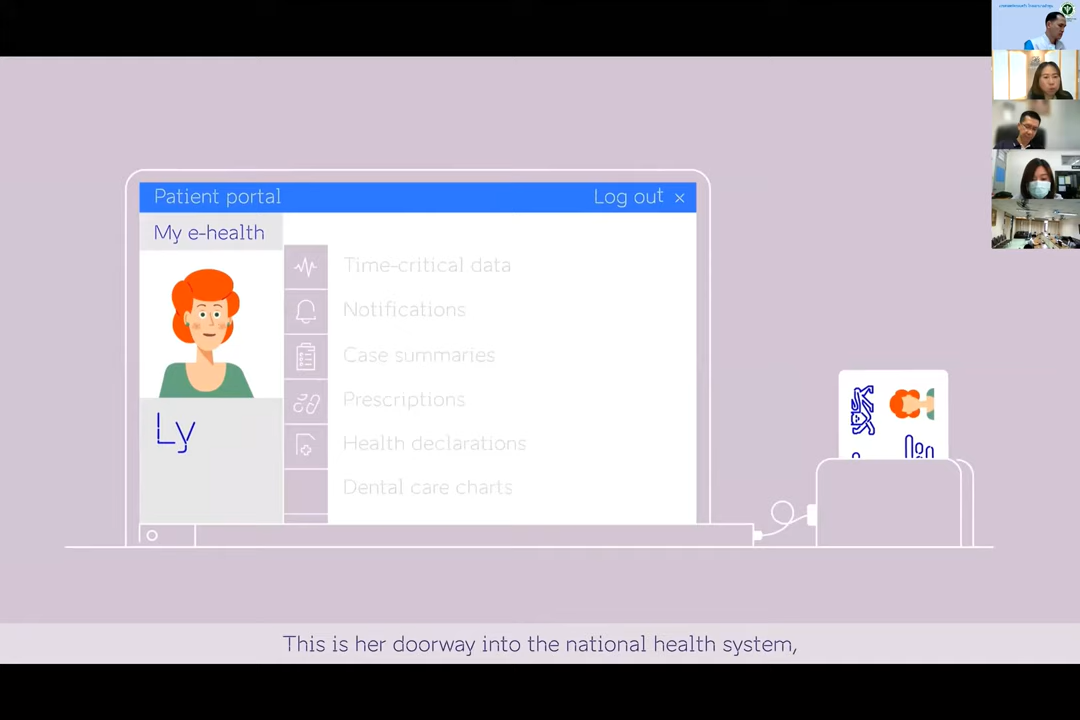 Patient portal
Log out ×
My e-health
Time-critical data
Notifications
Case summaries
Prescriptions
Health declarations
Dental care charts
Ly
This is her doorway into the national health system,